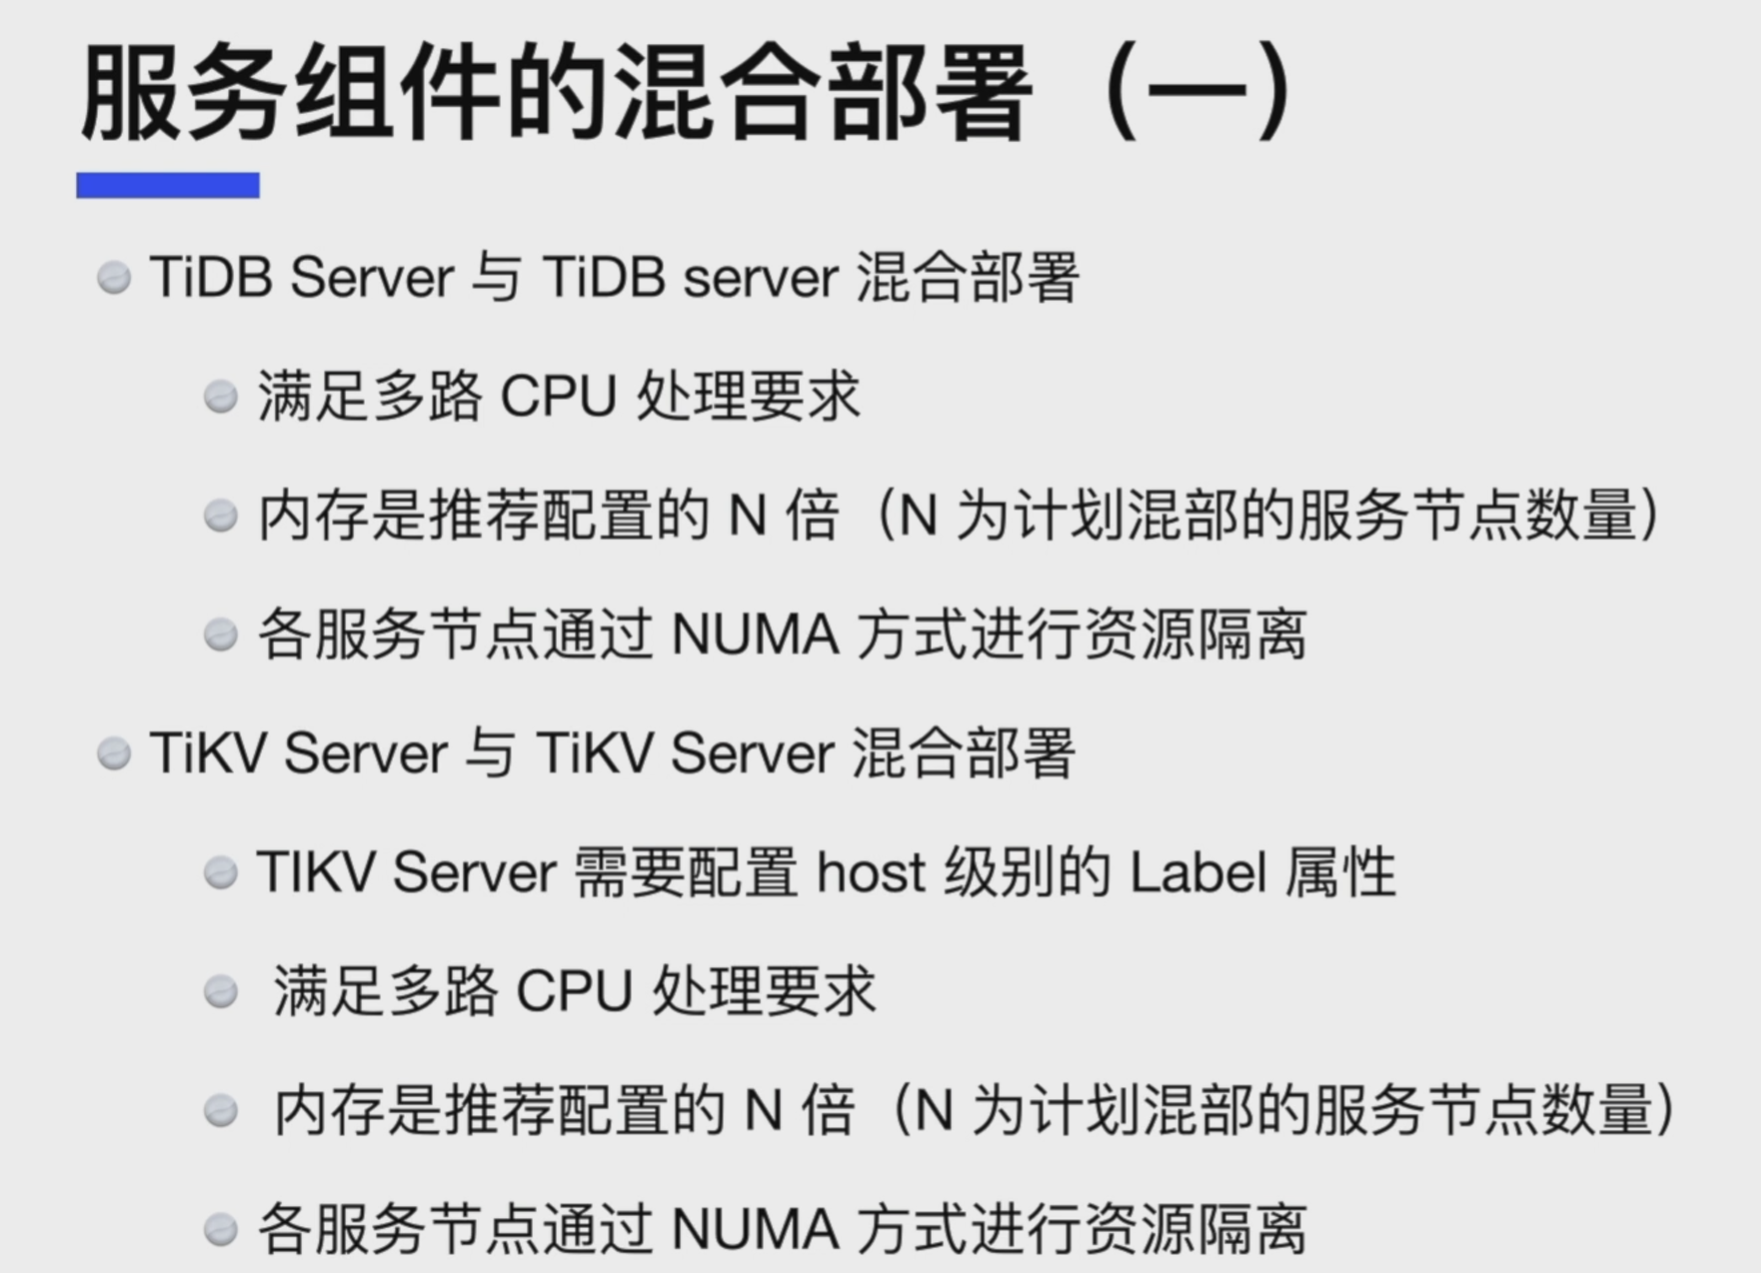 服务组件的混合部署（一）
TiDB Server 与 TiDB server 混合部署
满足多路 CPU 处理要求
内存是推荐配置的 N 倍（N 为计划混部的服务节点数量）
各服务节点通过 NUMA 方式进行资源隔离
TiKV Server 与 TiKV Server 混合部署
TIKV Server 需要配置 host 级别的 Label 属性
满足多路 CPU 处理要求
内存是推荐配置的 N 倍（N 为计划混部的服务节点数量）
各服务节点通过 NUMA 方式进行资源隔离